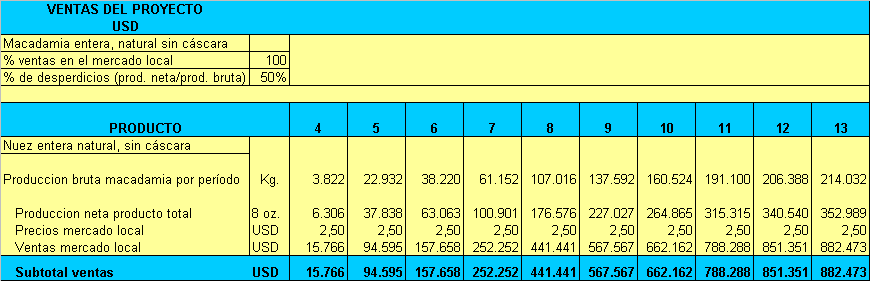 VENTAS DEL PROYECTO
USD
Macadamia entera, natural sin cáscara
% ventas en el mercado local 100
% de desperdicios (prod. neta/prod. bruta) 50%
PRODUCTO 4 5 6 7 8 9 10 11 12 13
Nuez entera natural, sin cáscara
Produccion bruta macadamia por período Kg. 3.822 22.932 38.220 61.152 107.016 137.592 160.524 191.100 206.388 214.032
Produccion neta producto total 8 oz. 6.306 37.838 63.063 100.901 176.576 227.027 264.865 315.315 340.540 352.989
Precios mercado local USD 2,50 2,50 2,50 2,50 2,50 2,50 2,50 2,50 2,50 2,50
Ventas mercado local USD 15.766 94.595 157.658 252.252 441.441 567.567 662.162 788.288 851.351 882.473
Subtotal ventas USD 15.766 94.595 157.658 252.252 441.441 567.567 662.162 788.288 851.351 882.473